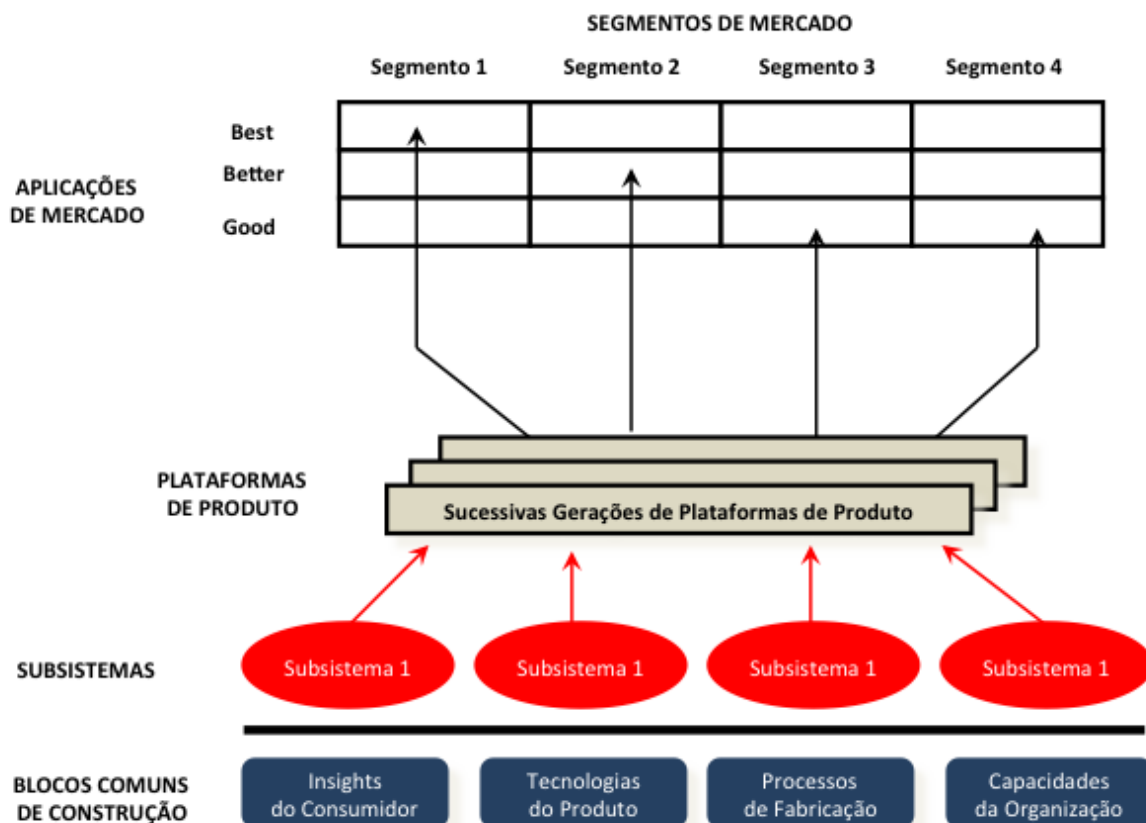 SEGMENTOS DE MERCADO
Segmento 1
Segmento 2
Segmento 3
Segmento 4
Best
Better
Good
APLICAÇÕES
DE MERCADO
PLATAFORMAS
DE PRODUTO
Sucessivas Gerações de Plataformas de Produto
SUBSISTEMAS
Subsistema 1
Subsistema 1
Subsistema 1
Subsistema 1
BLOCOS COMUNS
DE CONSTRUÇÃO
Insights
do Consumidor
Tecnologias
do Produto
Processos
de Fabricação
Capacidades
da Organização